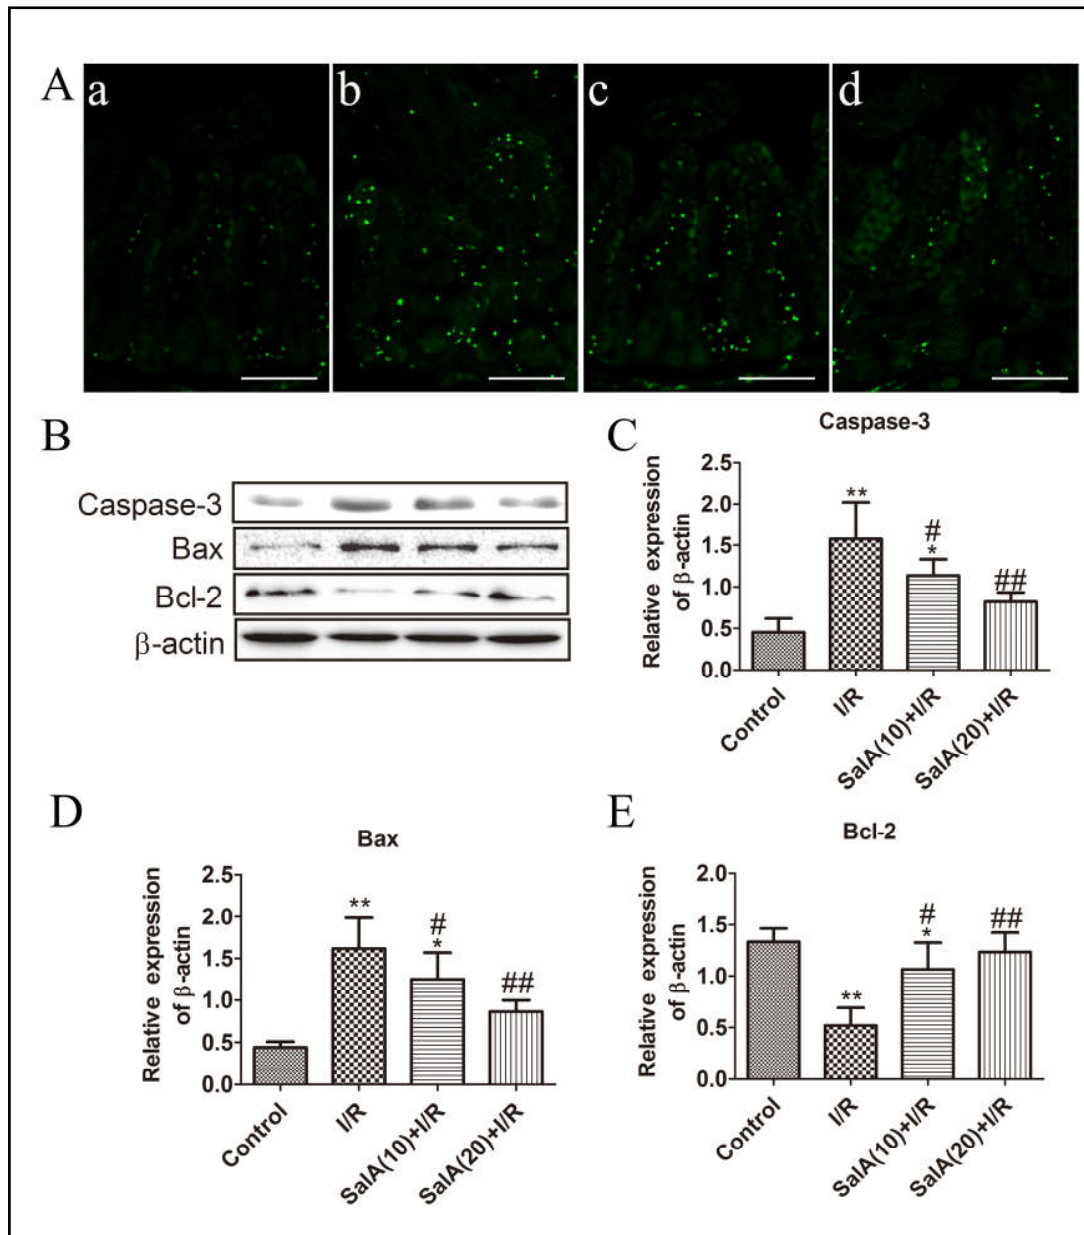 A
a
b
c
d
B
Caspase-3
Bax
Bcl-2
β-actin
C
Caspase-3
Relative expression
of β-actin
2.5
2.0
1.5
1.0
0.5
0.0
**
#
*
##
Control
I/R
SalA(10)+I/R
SalA(20)+I/R
D
Bax
Relative expression
of β-actin
2.5
2.0
1.5
1.0
0.5
0.0
**
#
*
##
Control
I/R
SalA(10)+I/R
SalA(20)+I/R
E
Bcl-2
Relative expression
of β-actin
2.0
1.5
1.0
0.5
0.0
**
#
*
##
Control
I/R
SalA(10)+I/R
SalA(20)+I/R